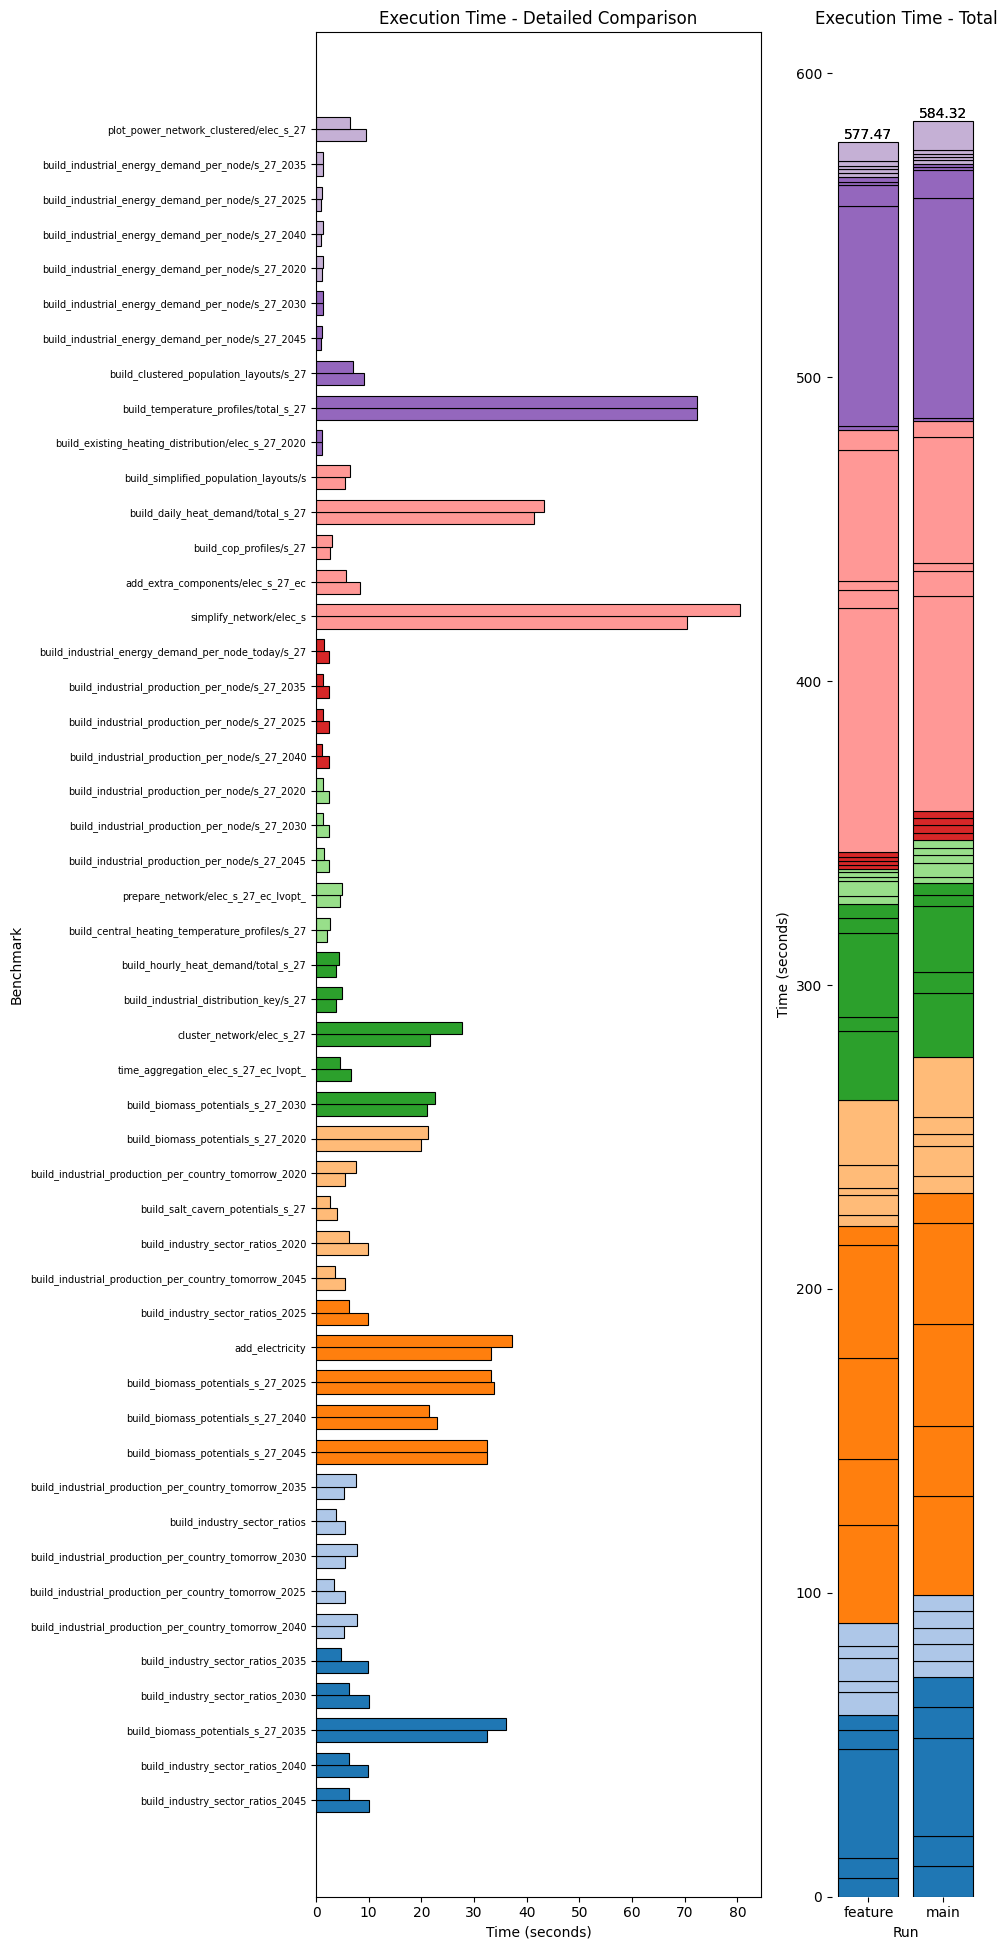 Execution Time - Detailed Comparison
Execution Time - Total
Benchmark
plot_power_network_clustered/elec_s_27
build_industrial_energy_demand_per_node/s_27_2035
build_industrial_energy_demand_per_node/s_27_2025
build_industrial_energy_demand_per_node/s_27_2040
build_industrial_energy_demand_per_node/s_27_2020
build_industrial_energy_demand_per_node/s_27_2030
build_industrial_energy_demand_per_node/s_27_2045
build_clustered_population_layouts/s_27
build_temperature_profiles/total_s_27
build_existing_heating_distribution/elec_s_27_2020
build_simplified_population_layouts/s
build_daily_heat_demand/total_s_27
build_cop_profiles/s_27
add_extra_components/elec_s_27_ec
simplify_network/elec_s
build_industrial_energy_demand_per_node_today/s_27
build_industrial_production_per_node/s_27_2035
build_industrial_production_per_node/s_27_2025
build_industrial_production_per_node/s_27_2040
build_industrial_production_per_node/s_27_2020
build_industrial_production_per_node/s_27_2030
build_industrial_production_per_node/s_27_2045
prepare_network/elec_s_27_ec_lvopt_
build_central_heating_temperature_profiles/s_27
build_hourly_heat_demand/total_s_27
build_industrial_distribution_key/s_27
cluster_network/elec_s_27
time_aggregation_elec_s_27_ec_lvopt_
build_biomass_potentials_s_27_2030
build_biomass_potentials_s_27_2020
build_industrial_production_per_country_tomorrow_2020
build_salt_cavern_potentials_s_27
build_industry_sector_ratios_2020
build_industrial_production_per_country_tomorrow_2045
build_industry_sector_ratios_2025
add_electricity
build_biomass_potentials_s_27_2025
build_biomass_potentials_s_27_2040
build_biomass_potentials_s_27_2045
build_industrial_production_per_country_tomorrow_2035
build_industry_sector_ratios
build_industrial_production_per_country_tomorrow_2030
build_industrial_production_per_country_tomorrow_2025
build_industrial_production_per_country_tomorrow_2040
build_industry_sector_ratios_2035
build_industry_sector_ratios_2030
build_biomass_potentials_s_27_2035
build_industry_sector_ratios_2040
build_industry_sector_ratios_2045
0 10 20 30 40 50 60 70 80
Time (seconds)
Time (seconds)
600
500
400
300
200
100
0
577.47
584.32
feature main
Run